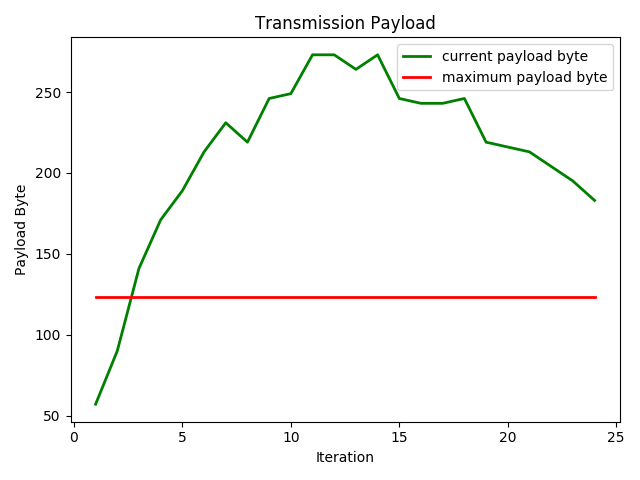 Transmission Payload
current payload byte
maximum payload byte
250
200
150
100
50
Payload Byte
0
5
10
15
20
25
Iteration